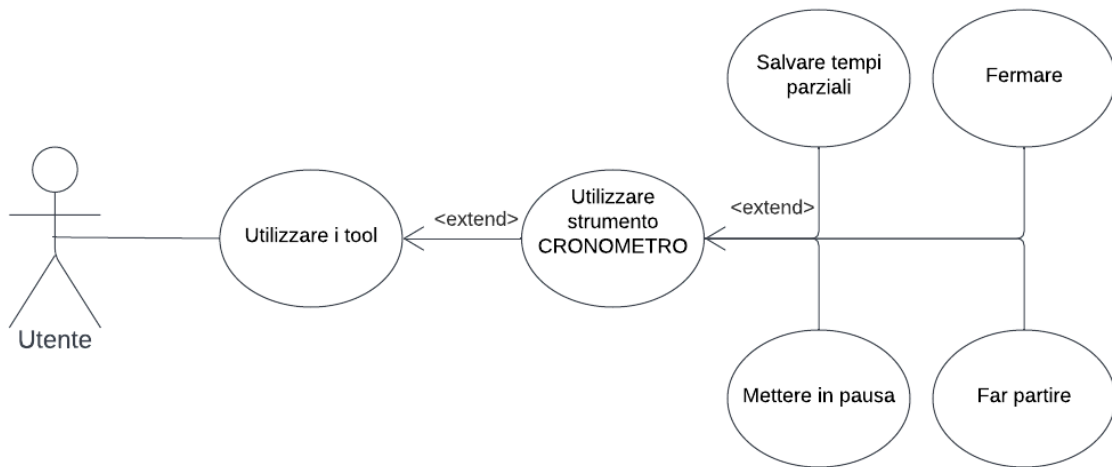 Utente
Utilizzare i tool
<extend>
Utilizzare
strumento
CRONOMETRO
<extend>
Salvare tempi
parziali
Fermare
Mettere in pausa
Far partire